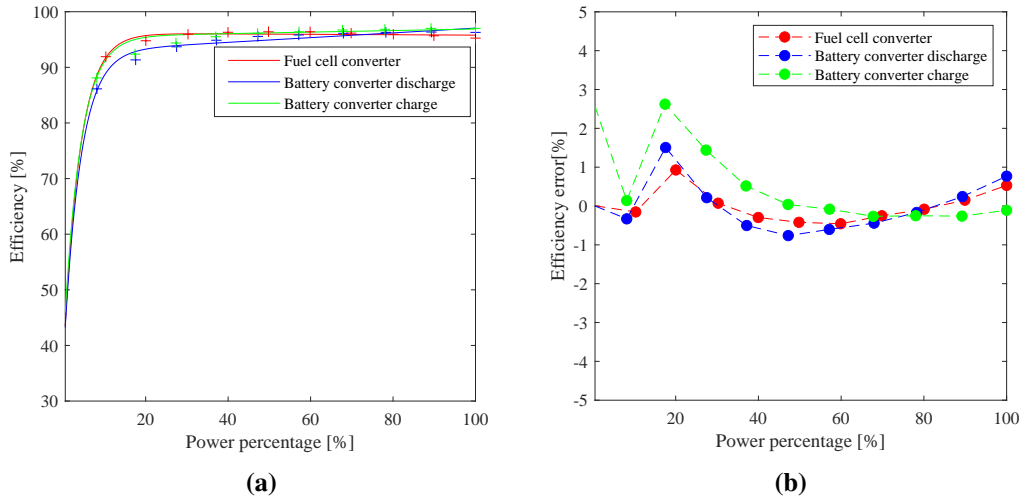 100
90
80
70
90
50
40
30
Efficiency [%]
Fuel cell converter
Battery converter discharge
Battery converter charge
20 40 60 80 100
Power percentage [%]
(a)
5
4
3
2
1
0
-1
-2
-3
-4
-5
Efficiency error[%]
Fuel cell converter
Battery converter discharge
Battery converter charge
20 40 60 80 100
Power percentage [%]
(b)